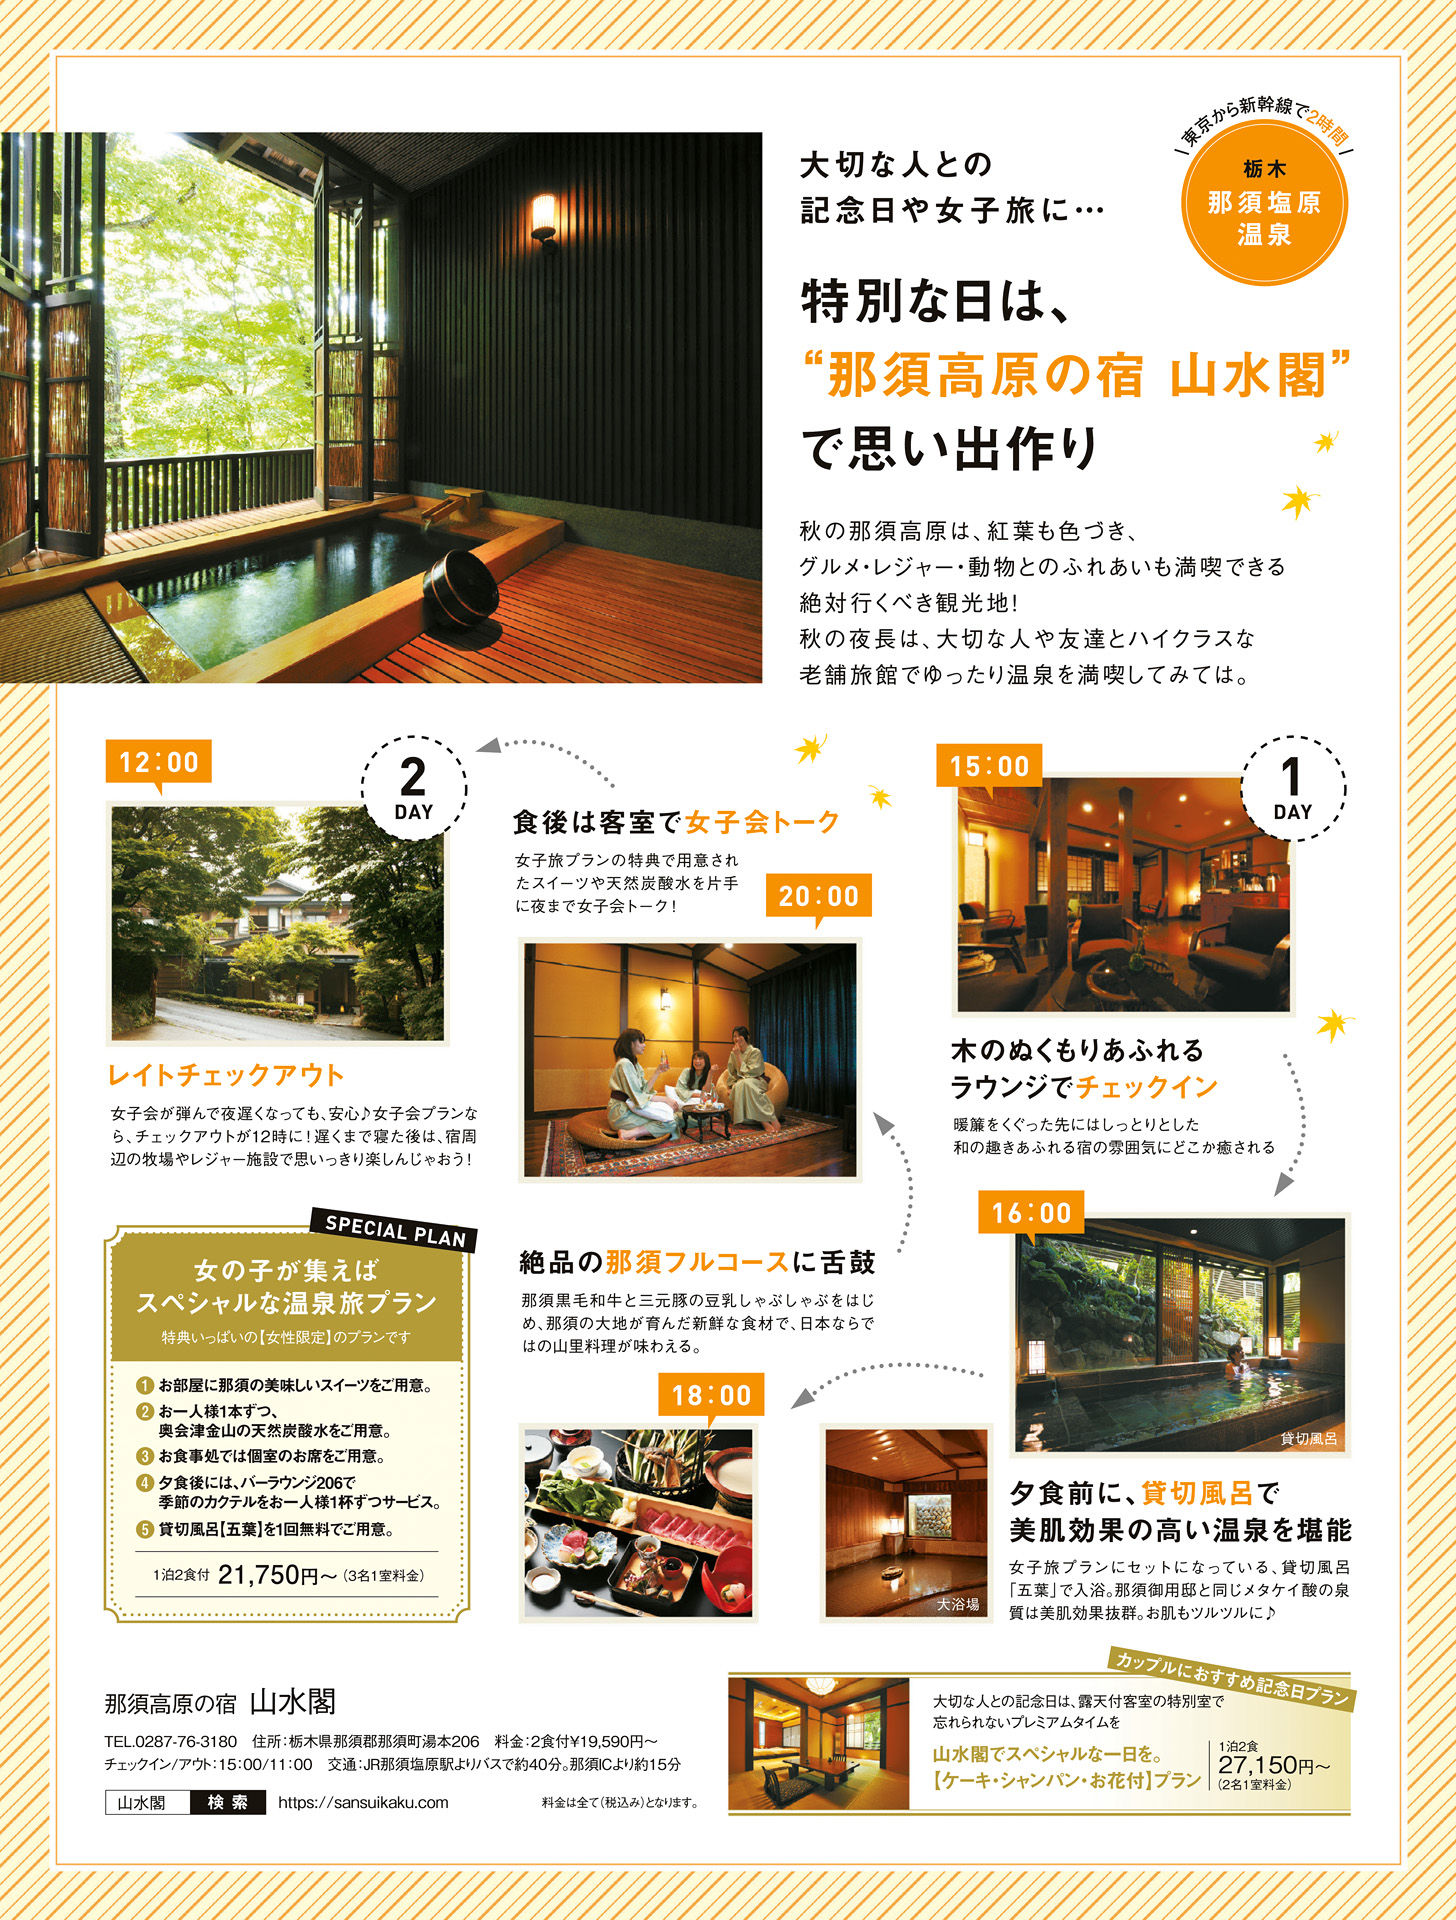 東京から新幹線で2時間
栃木
那須塩原
温泉
大切な人との
記念日や女子旅に…
特別な日は、
“那須高原の宿 山水閣”
で思い出作り
秋の那須高原は、紅葉も色づき、
グルメ・レジャー・動物とのふれあいも満喫できる
絶対行くべき観光地！
秋の夜長は、大切な人や友達とハイクラスな
老舗旅館でゆったり温泉を満喫してみては。
1
DAY
15：00
木のぬくもりあふれる
ラウンジでチェックイン
暖簾をくぐった先にはしっとりとした
和の趣きあふれる宿の雰囲気にどこか癒される
16：00
貸切風呂
大浴場
夕食前に、貸切風呂で
美肌効果の高い温泉を堪能
女子旅プランにセットになっている、貸切風呂
「五葉」で入浴。那須御用邸と同じメタケイ酸の泉
質は美肌効果抜群。お肌もツルツルに♪
絶品の那須フルコースに舌鼓
那須黒毛和牛と三元豚の豆乳しゃぶしゃぶをはじ
め、那須の大地が育んだ新鮮な食材で、日本ならで
はの山里料理が味わえる。
18：00
食後は客室で女子会トーク
女子旅プランの特典で用意され
たスイーツや天然炭酸水を片手
に夜まで女子会トーク！
20：00
2
DAY
12：00
レイトチェックアウト
女子会が弾んで夜遅くなっても、安心♪女子会プランな
ら、チェックアウトが12時に！遅くまで寝た後は、宿周
辺の牧場やレジャー施設で思いっきり楽しんじゃおう！
SPECIAL PLAN
女の子が集えば
スペシャルな温泉旅プラン
特典いっぱいの【女性限定】のプランです
1 お部屋に那須の美味しいスイーツをご用意。
2 お一人様1本ずつ、
奥会津金山の天然炭酸水をご用意。
3 お食事処では個室のお席をご用意。
4 夕食後には、バーラウンジ206で
季節のカクテルをお一人様1杯ずつサービス。
5 貸切風呂【五葉】を1回無料でご用意。
1泊2食付 21,750円～（3名1室料金）
那須高原の宿 山水閣
TEL.0287-76-3180 住所：栃木県那須郡那須町湯本206 料金：2食付¥19,590円～
チェックイン/アウト：15：00/11：00 交通：JR那須塩原駅よりバスで約40分。那須ICより約15分
山水閣 検索 https://sansuikaku.com 料金は全て（税込み）となります。
カップルにおすすめ記念日プラン
大切な人との記念日は、露天付客室の特別室で
忘れられないプレミアムタイムを
山水閣でスペシャルな一日を。
【ケーキ・シャンパン・お花付】プラン
1泊2食
27,150円～
（2名1室料金）